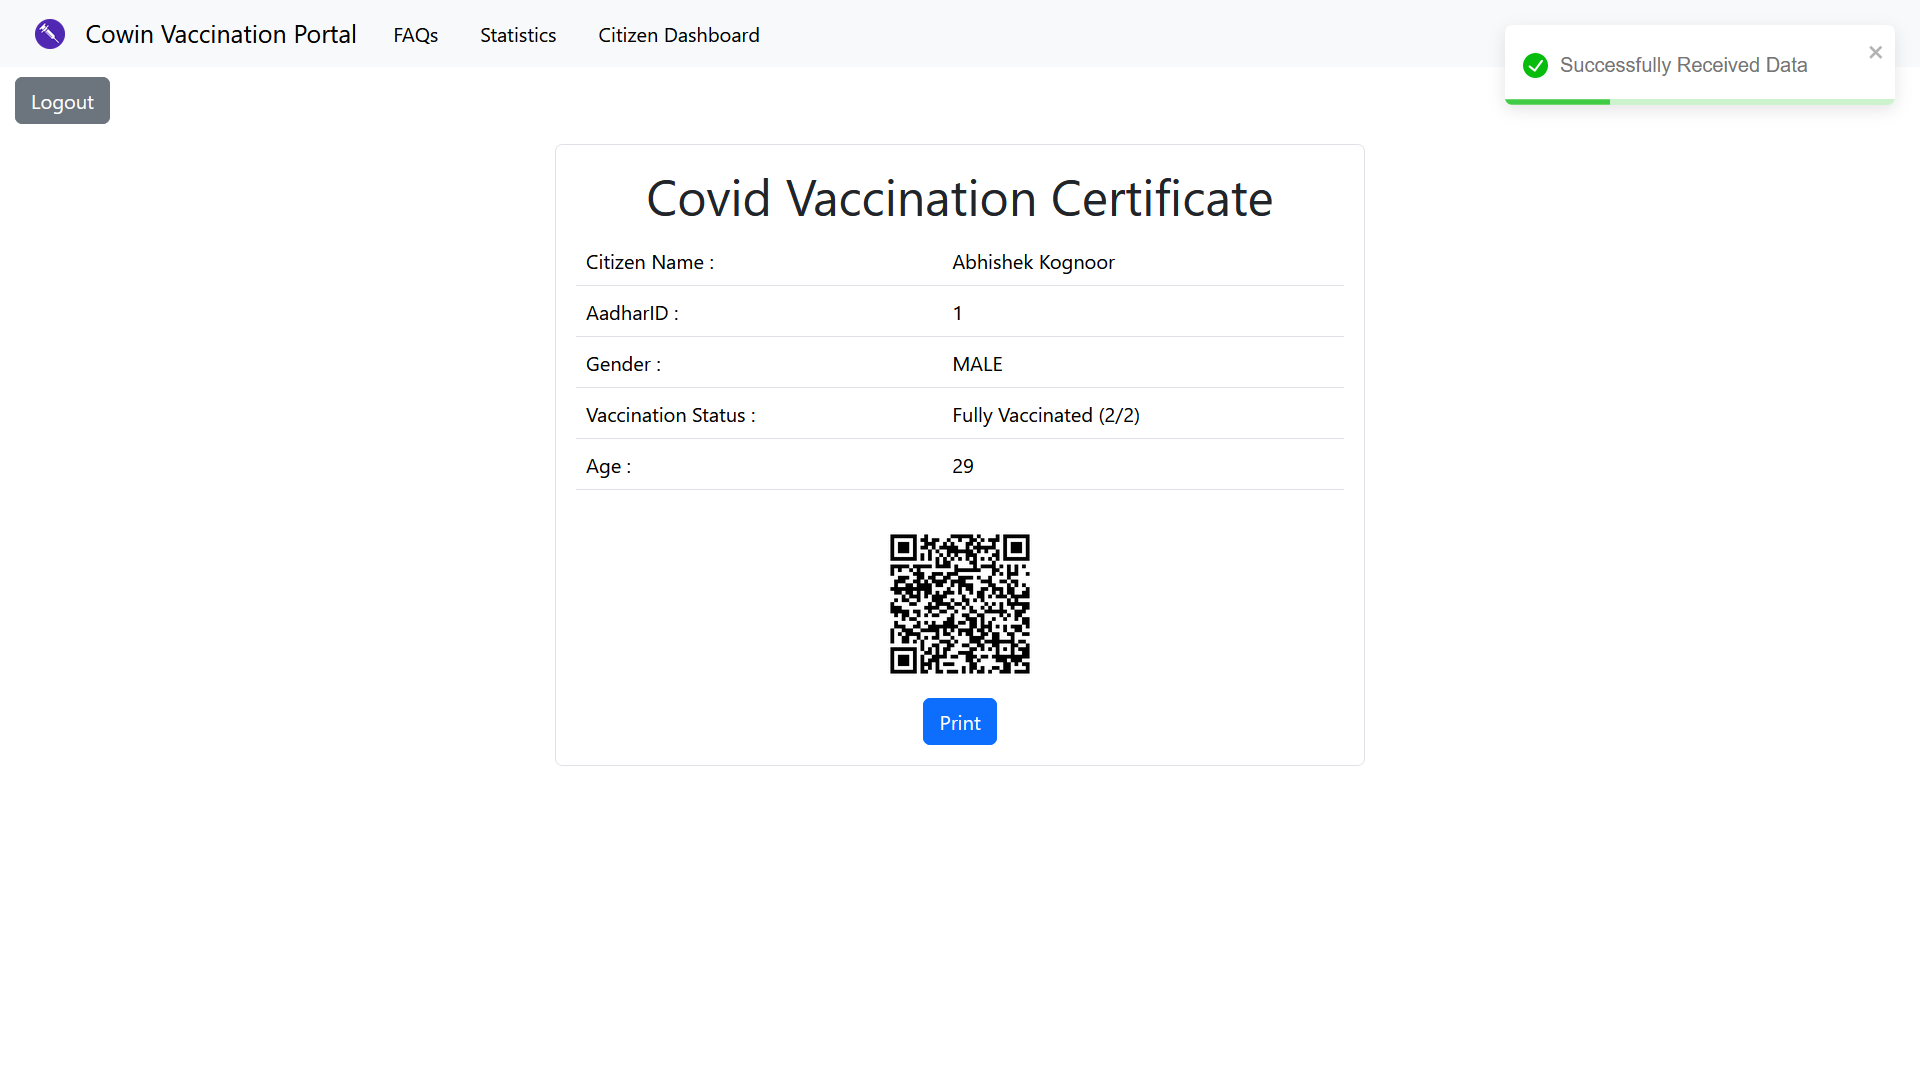 Cowin Vaccination Portal FAQs Statistics Citizen Dashboard
Successfully Received Data
Logout
Covid Vaccination Certificate
Citizen Name : Abhishek Kognoor
AadharID : 1
Gender : MALE
Vaccination Status : Fully Vaccinated (2/2)
Age : 29
Print